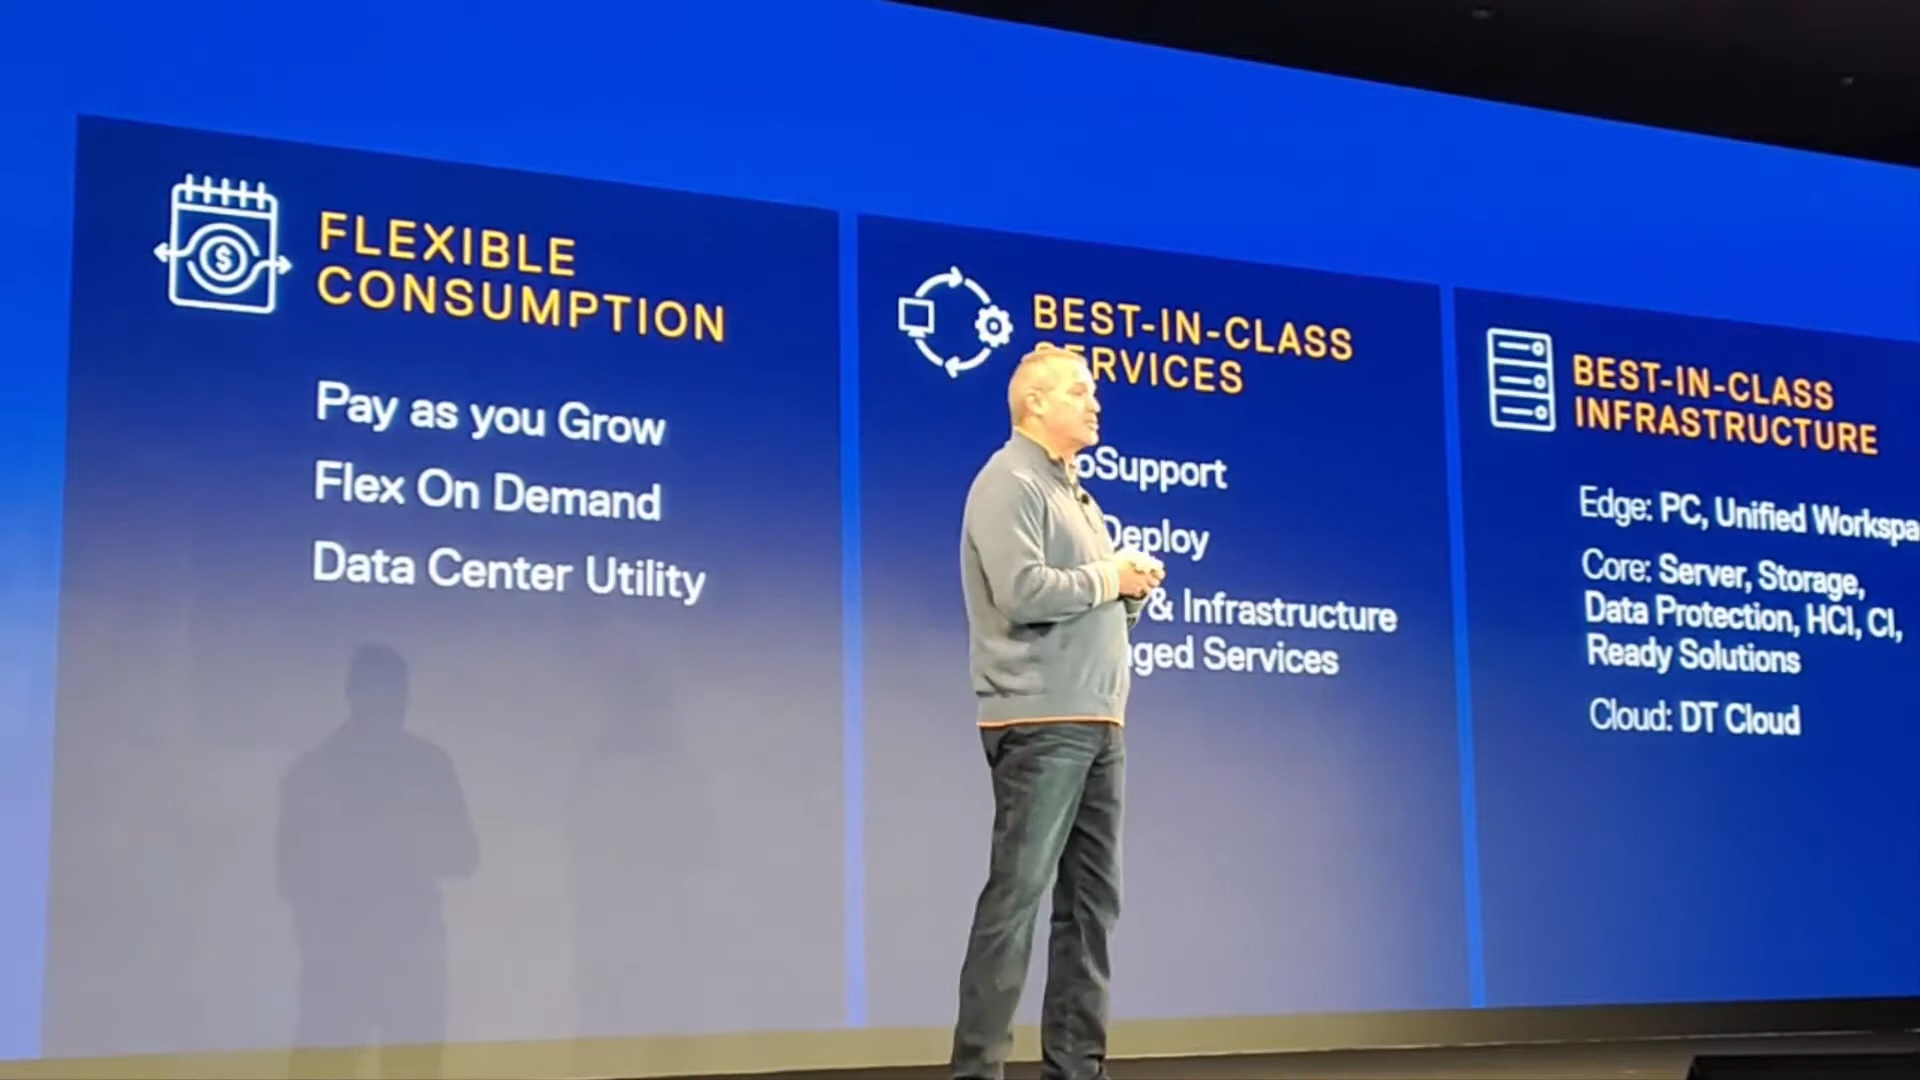 FLEXIBLE
CONSUMPTION
Pay as you Grow
Flex On Demand
Data Center Utility
BEST-IN-CLASS
SERVICES
oSupport
Deploy
& Infrastructure
ged Services
BEST-IN-CLASS
INFRASTRUCTURE
Edge: PC, Unified Workspa
Core: Server, Storage,
Data Protection, HCI, CI,
Ready Solutions
Cloud: DT Cloud
$